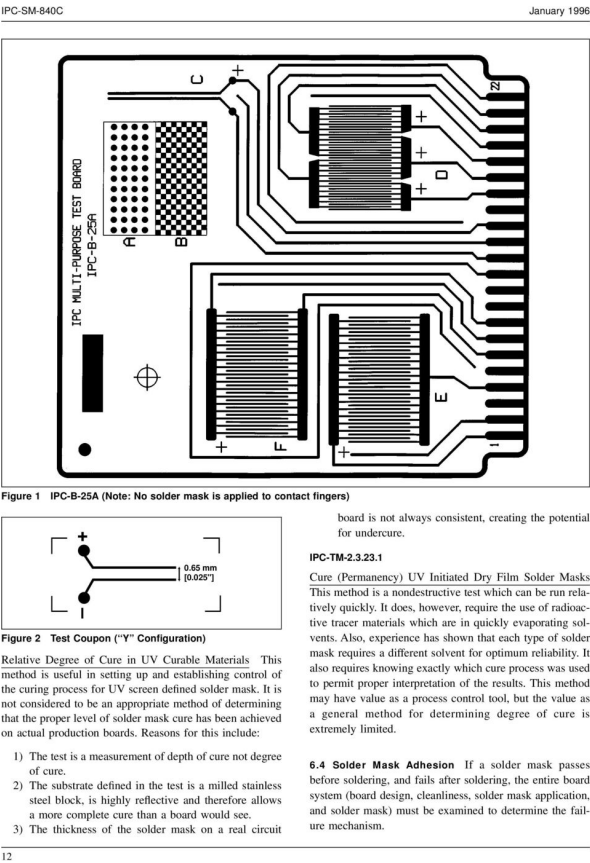 IPC-SM-840C
January 1996
C
+
22
IPC MULTI-PURPOSE TEST BOARD
IPC-B-25A
A
B
+
+
+
D
+
F
+
E
1
Figure 1 IPC-B-25A (Note: No solder mask is applied to contact fingers)
+
0.65 mm
[0.025"]
–
Figure 2 Test Coupon (“Y” Configuration)
Relative Degree of Cure in UV Curable Materials This
method is useful in setting up and establishing control of
the curing process for UV screen defined solder mask. It is
not considered to be an appropriate method of determining
that the proper level of solder mask cure has been achieved
on actual production boards. Reasons for this include:
1) The test is a measurement of depth of cure not degree
of cure.
2) The substrate defined in the test is a milled stainless
steel block, is highly reflective and therefore allows
a more complete cure than a board would see.
3) The thickness of the solder mask on a real circuit
board is not always consistent, creating the potential
for undercure.
IPC-TM-2.3.23.1
Cure (Permanency) UV Initiated Dry Film Solder Masks
This method is a nondestructive test which can be run rela-
tively quickly. It does, however, require the use of radioac-
tive tracer materials which are in quickly evaporating sol-
vents. Also, experience has shown that each type of solder
mask requires a different solvent for optimum reliability. It
also requires knowing exactly which cure process was used
to permit proper interpretation of the results. This method
may have value as a process control tool, but the value as
a general method for determining degree of cure is
extremely limited.
6.4 Solder Mask Adhesion If a solder mask passes
before soldering, and fails after soldering, the entire board
system (board design, cleanliness, solder mask application,
and solder mask) must be examined to determine the fail-
ure mechanism.
12